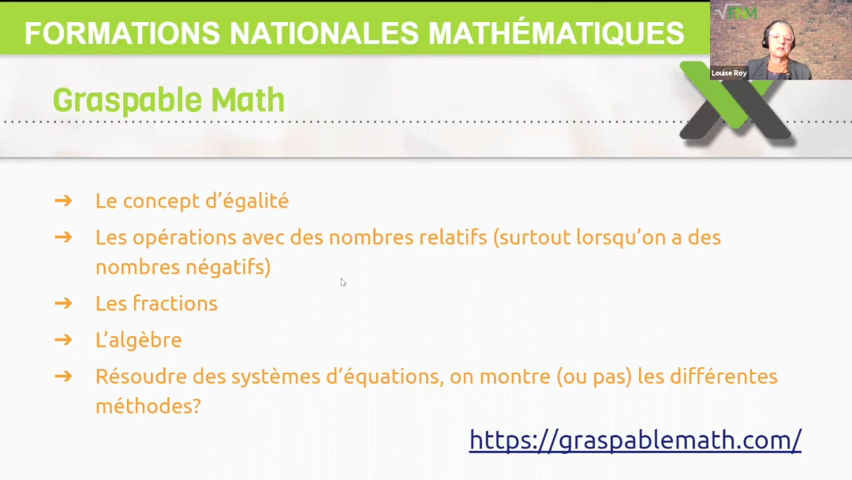 FORMATIONS NATIONALES MATHÉMATIQUES
Louise Roy
Graspable Math
➔ Le concept d'égalité
➔ Les opérations avec des nombres relatifs (surtout lorsqu'on a des
nombres négatifs)
➔ Les fractions
➔ L'algèbre
➔ Résoudre des systèmes d'équations, on montre (ou pas) les différentes
méthodes?
https://graspablemath.com/